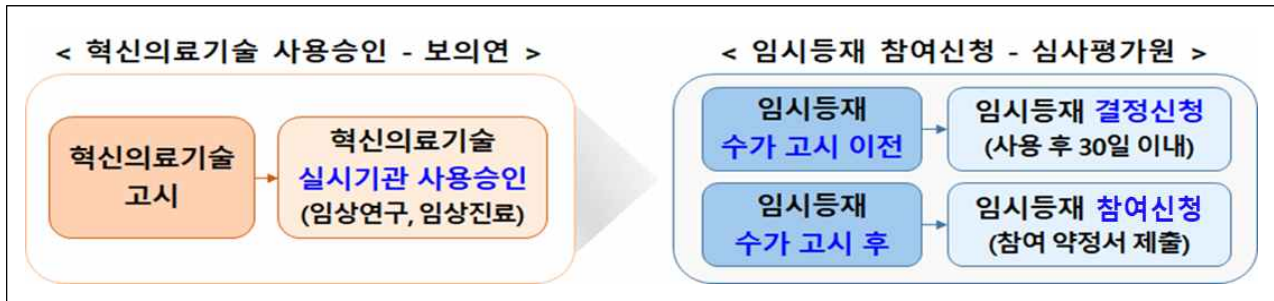 < 혁신의료기술 사용승인 - 보의연 >
혁신의료기술
고시
혁신의료기술
실시기관 사용승인
(임상연구, 임상진료)
< 임시등재 참여신청 - 심사평가원 >
임시등재
수가 고시 이전
임시등재 결정신청
(사용 후 30일 이내)
임시등재
수가 고시 후
임시등재 참여신청
(참여 약정서 제출)